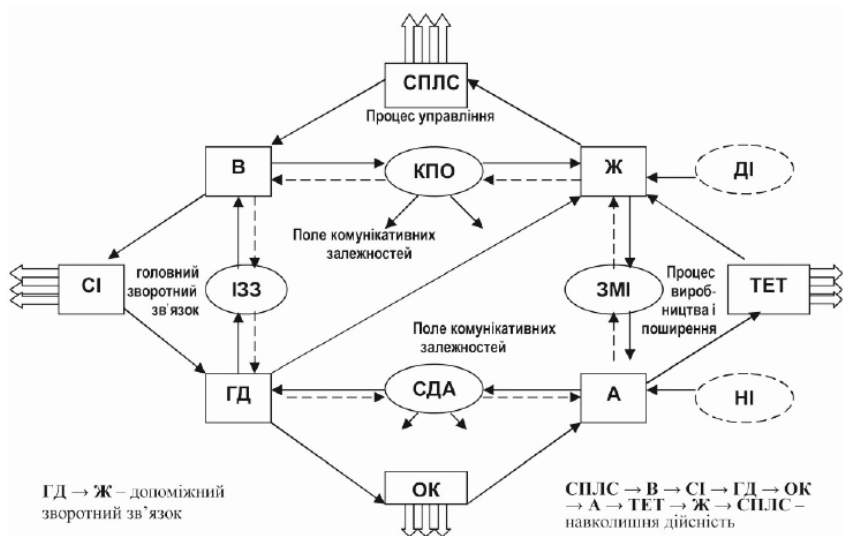 СПЛС
Процес управління
В
КПО
Ж
ДІ
Поле комунікативних
залежностей
СІ
головний
зворотний
зв'язок
ІЗЗ
ЗМІ
Процес
вироб-
ництва і
поширення
ТЕТ
Поле комунікативних
залежностей
ГД
СДА
А
НІ
ОК
ГД → Ж – допоміжний
зворотний зв'язок
СПЛС → В → СІ → ГД → ОК
→ А → ТЕТ → Ж → СПЛС –
навколишня дійсність